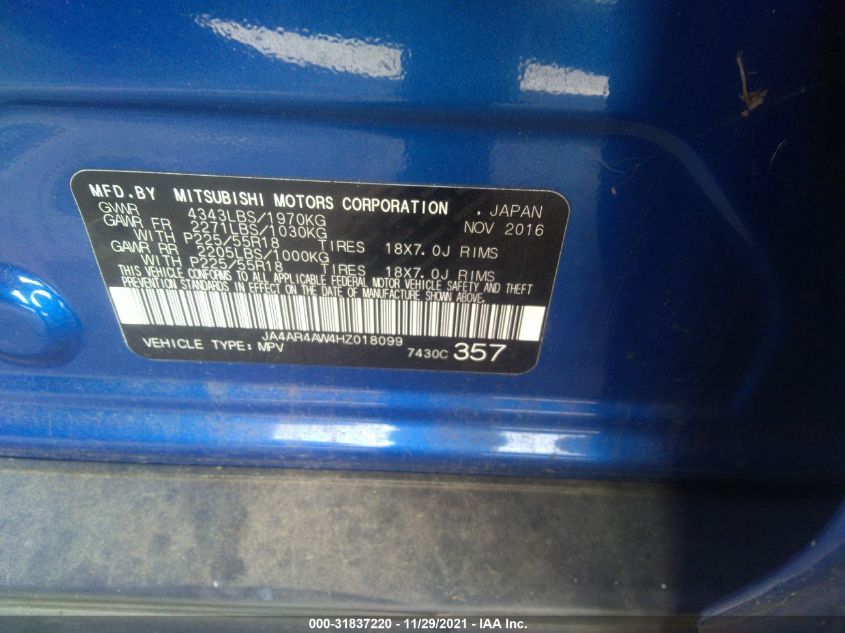 MFD.BY MITSUBISHI MOTORS CORPORATION , JAPAN
GVWR 4343LBS/1970KG NOV 2016
GAWR FR 2271LBS/1030KG
WITH P225/55R18 TIRES 18X7.0J RIMS
GAWR RR 2205LBS/1000KG
WITH P225/55R18 TIRES 18X7.0J RIMS
THIS VEHICLE CONFORMS TO ALL APPLICABLE FEDERAL MOTOR VEHICLE SAFETY AND THEFT
PREVENTION STANDARDS IN EFFECT ON THE DATE OF MANUFACTURE SHOWN ABOVE.
JA4AR4AW4HZ018099
VEHICLE TYPE: MPV 7430C 357
000-31837220 - 11/29/2021 - IAA Inc.